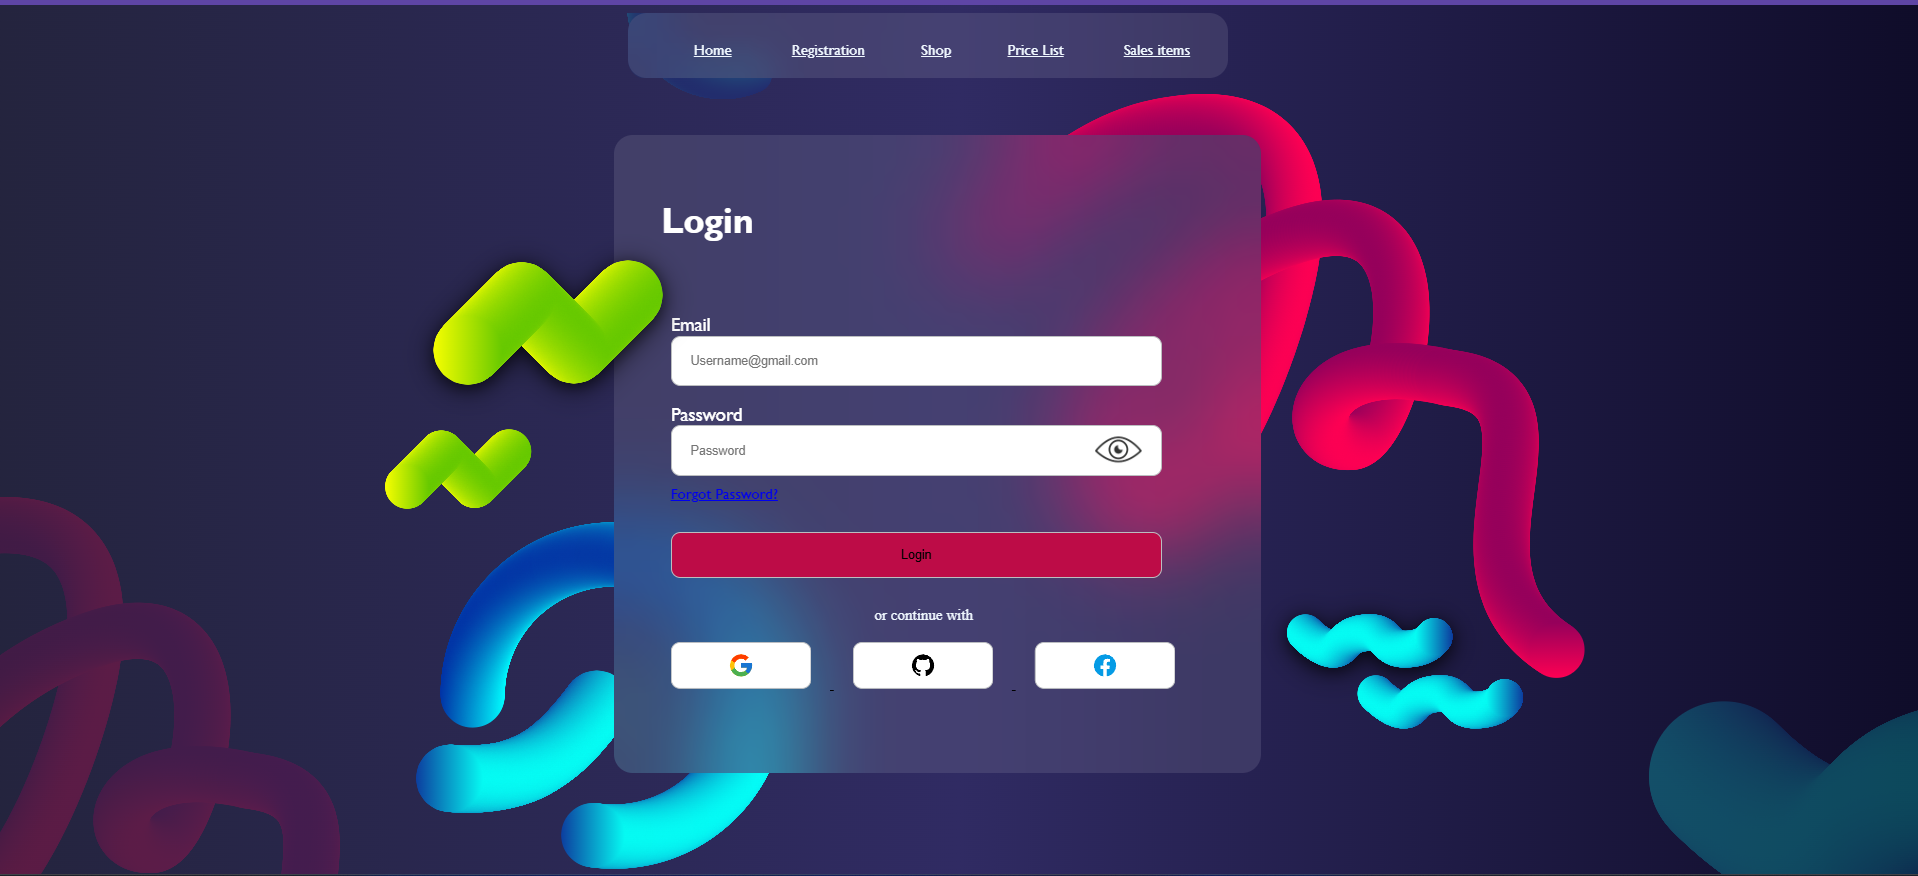 Home Registration Shop Price List Sales items
Login
Email
Username@gmail.com
Password
Password
Forgot Password?
Login
or continue with